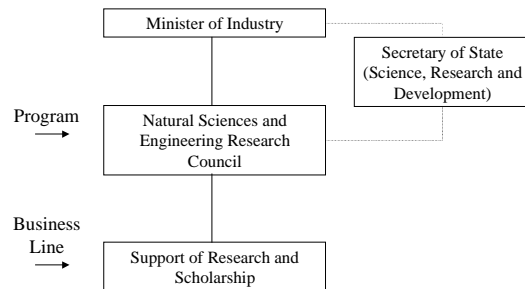 Minister of Industry
Secretary of State
(Science, Research and
Development)
Program
Natural Sciences and
Engineering Research
Council
Business
Line
Support of Research and
Scholarship